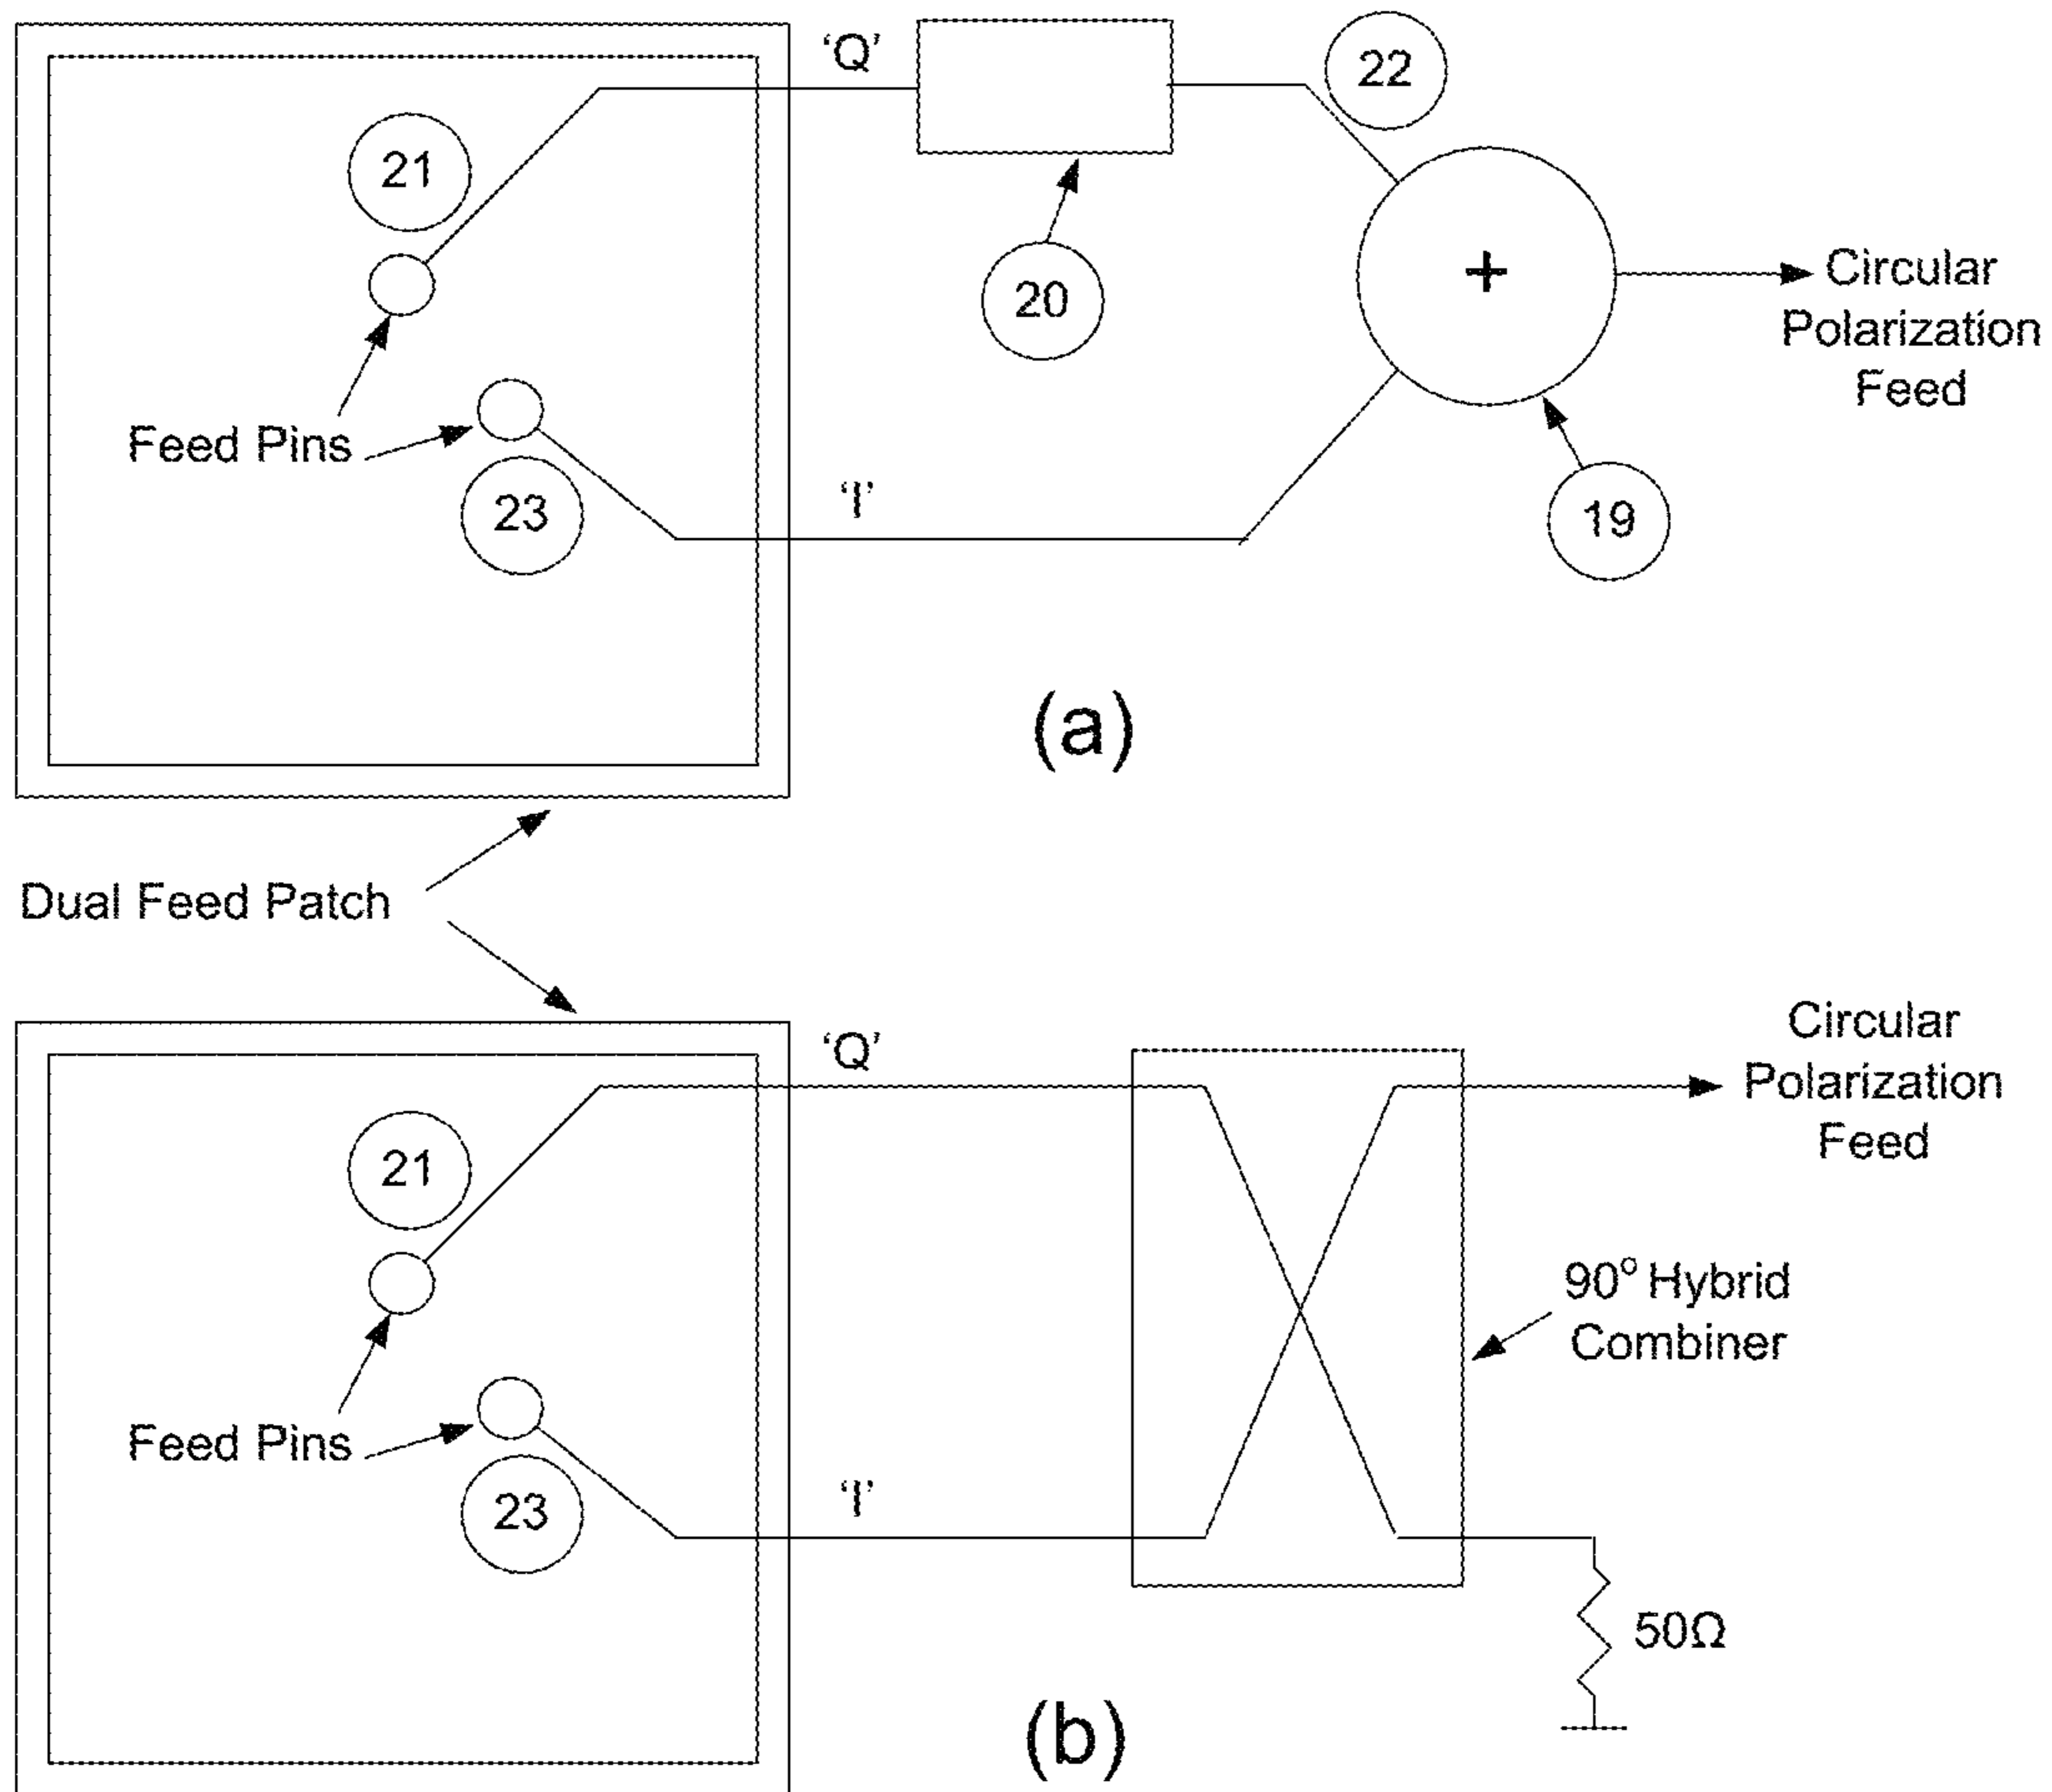 ‘Q’
22
21
20
+
Circular
Polarization
Feed
Feed Pins
23
‘I’
19
(a)
Dual Feed Patch
‘Q’
Circular
Polarization
Feed
21
90° Hybrid
Combiner
Feed Pins
23
‘I’
50Ω
(b)